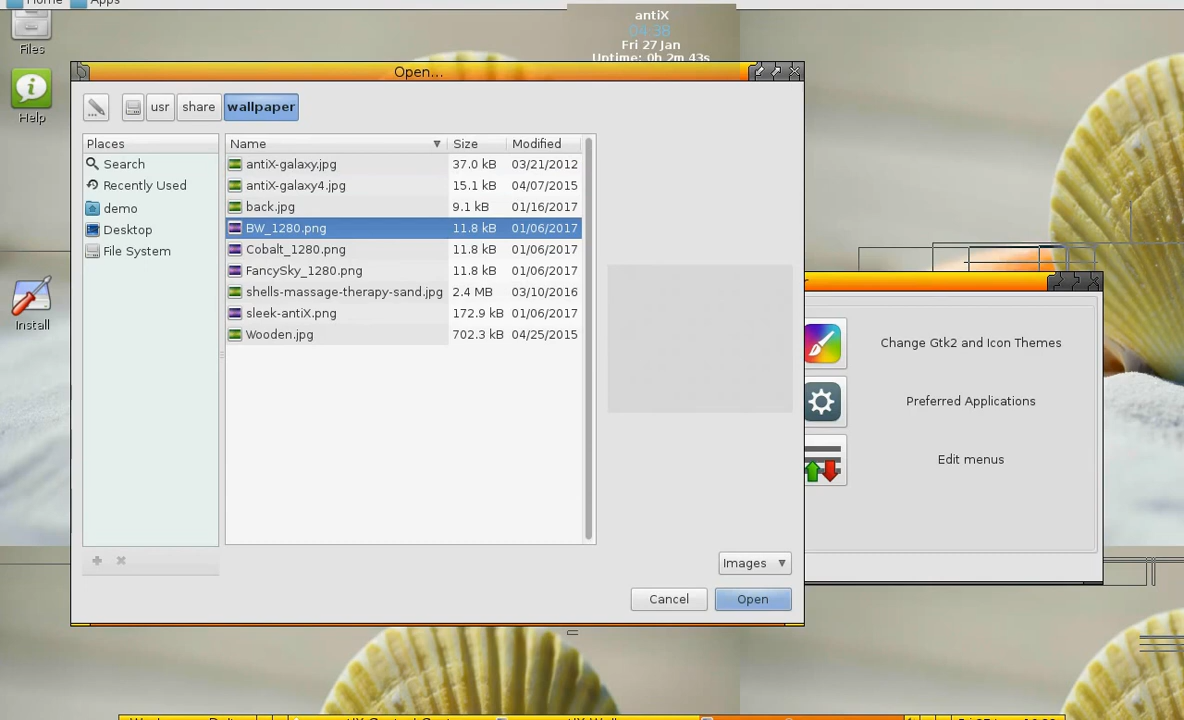 Home Apps
antiX
04:38
Fri 27 Jan
Uptime: 0h 2m 43s
Files
Help
Install
Open...
usr share wallpaper
Places
Search
Recently Used
demo
Desktop
File System
Name Size Modified
antiX-galaxy.jpg 37.0 kB 03/21/2012
antiX-galaxy4.jpg 15.1 kB 04/07/2015
back.jpg 9.1 kB 01/16/2017
BW_1280.png 11.8 kB 01/06/2017
Cobalt_1280.png 11.8 kB 01/06/2017
FancySky_1280.png 11.8 kB 01/06/2017
shells-massage-therapy-sand.jpg 2.4 MB 03/10/2016
sleek-antiX.png 172.9 kB 01/06/2017
Wooden.jpg 702.3 kB 04/25/2015
Images
Cancel Open
Change Gtk2 and Icon Themes
Preferred Applications
Edit menus